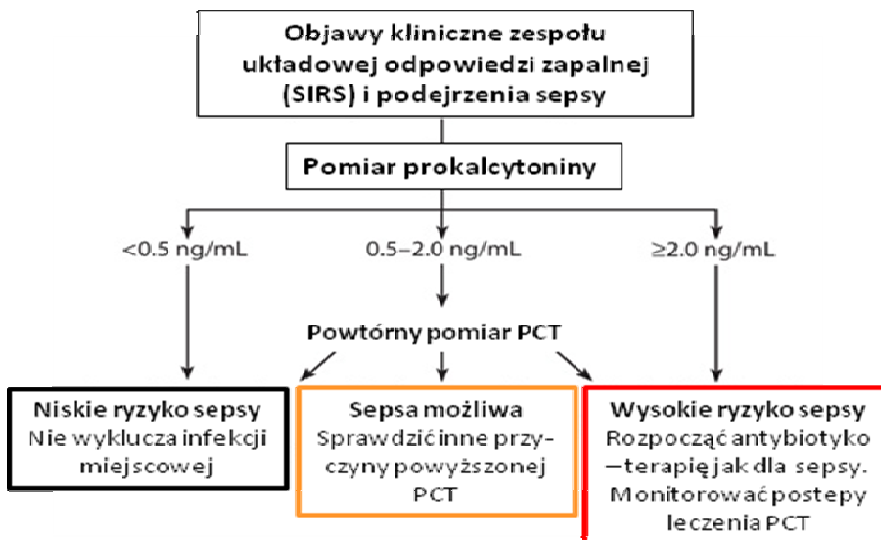 Objawy kliniczne zespołu
układowej odpowiedzi zapalnej
(SIRS) i podejrzenia sepsy
Pomiar prokalcytoniny
<0.5 ng/mL
0.5–2.0 ng/mL
≥2.0 ng/mL
Powtórny pomiar PCT
Niskie ryzyko sepsy
Nie wyklucza infekcji
miejscowej
Sepsa możliwa
Sprawdzić inne przy-
czyny powyższonej
PCT
Wysokie ryzyko sepsy
Rozpocząć antybiotyko
–terapię jak dla sepsy.
Monitorować postepy
leczenia PCT